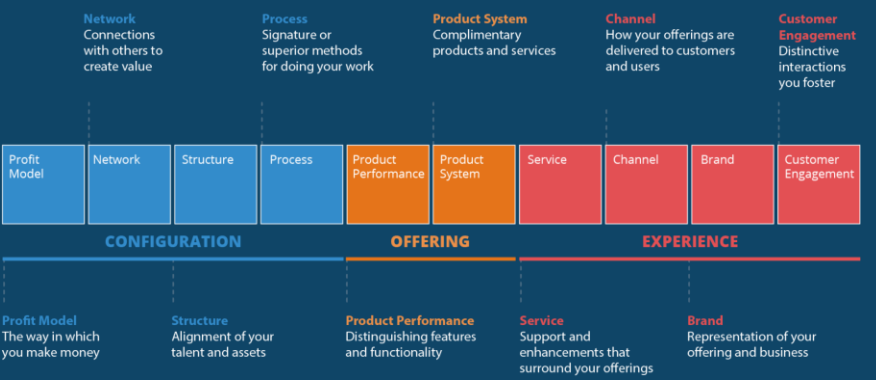 Network
Connections
with others to
create value
Process
Signature or
superior methods
for doing your work
Product System
Complimentary
products and services
Channel
How your offerings are
delivered to customers
and users
Customer
Engagement
Distinctive
interactions
you foster
Profit
Model
Network
Structure
Process
Product
Performance
Product
System
Service
Channel
Brand
Customer
Engagement
CONFIGURATION
OFFERING
EXPERIENCE
Profit Model
The way in which
you make money
Structure
Alignment of your
talent and assets
Product Performance
Distinguishing features
and functionality
Service
Support and
enhancements that
surround your offerings
Brand
Representation of your
offering and business